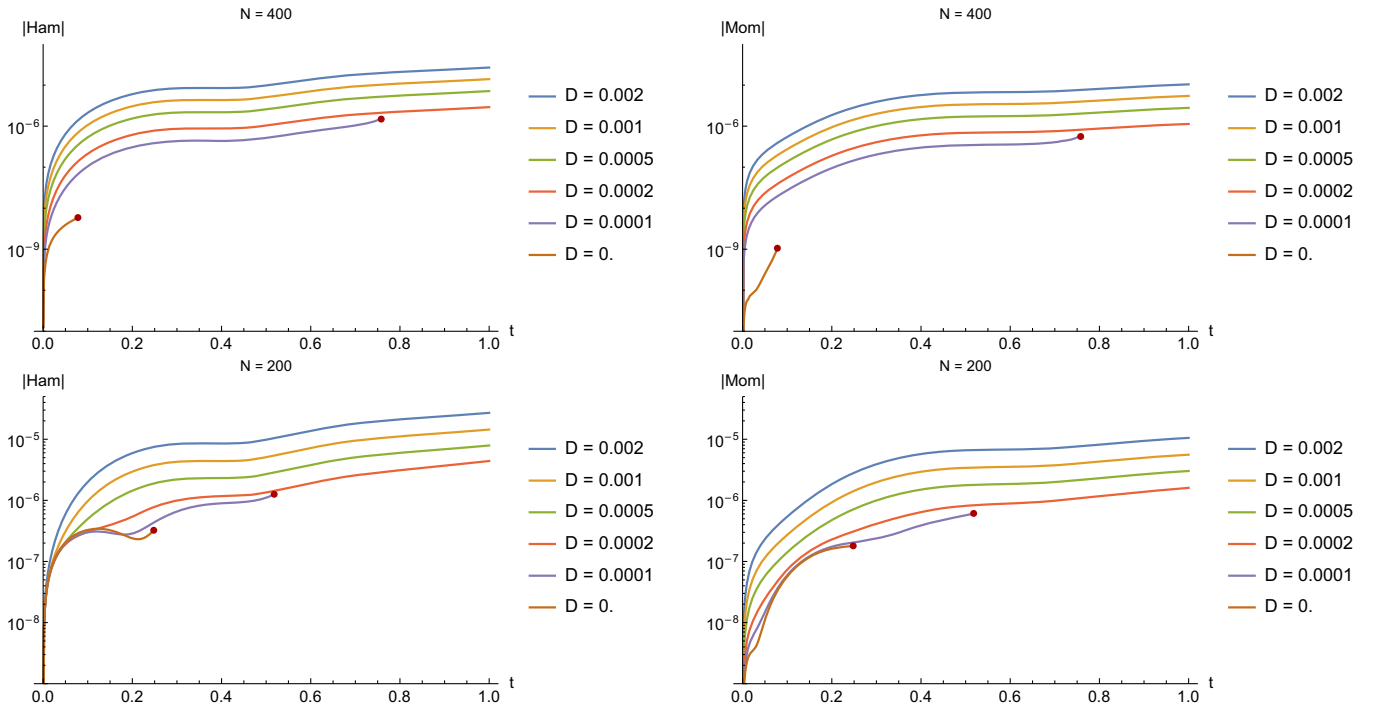 N = 400
|Ham|
10−6
10−9
0.0 0.2 0.4 0.6 0.8 1.0 t
D = 0.002
D = 0.001
D = 0.0005
D = 0.0002
D = 0.0001
D = 0.
N = 400
|Mom|
10−6
10−9
0.0 0.2 0.4 0.6 0.8 1.0 t
D = 0.002
D = 0.001
D = 0.0005
D = 0.0002
D = 0.0001
D = 0.
N = 200
|Ham|
10−5
10−6
10−7
10−8
0.0 0.2 0.4 0.6 0.8 1.0 t
D = 0.002
D = 0.001
D = 0.0005
D = 0.0002
D = 0.0001
D = 0.
N = 200
|Mom|
10−5
10−6
10−7
10−8
0.0 0.2 0.4 0.6 0.8 1.0 t
D = 0.002
D = 0.001
D = 0.0005
D = 0.0002
D = 0.0001
D = 0.